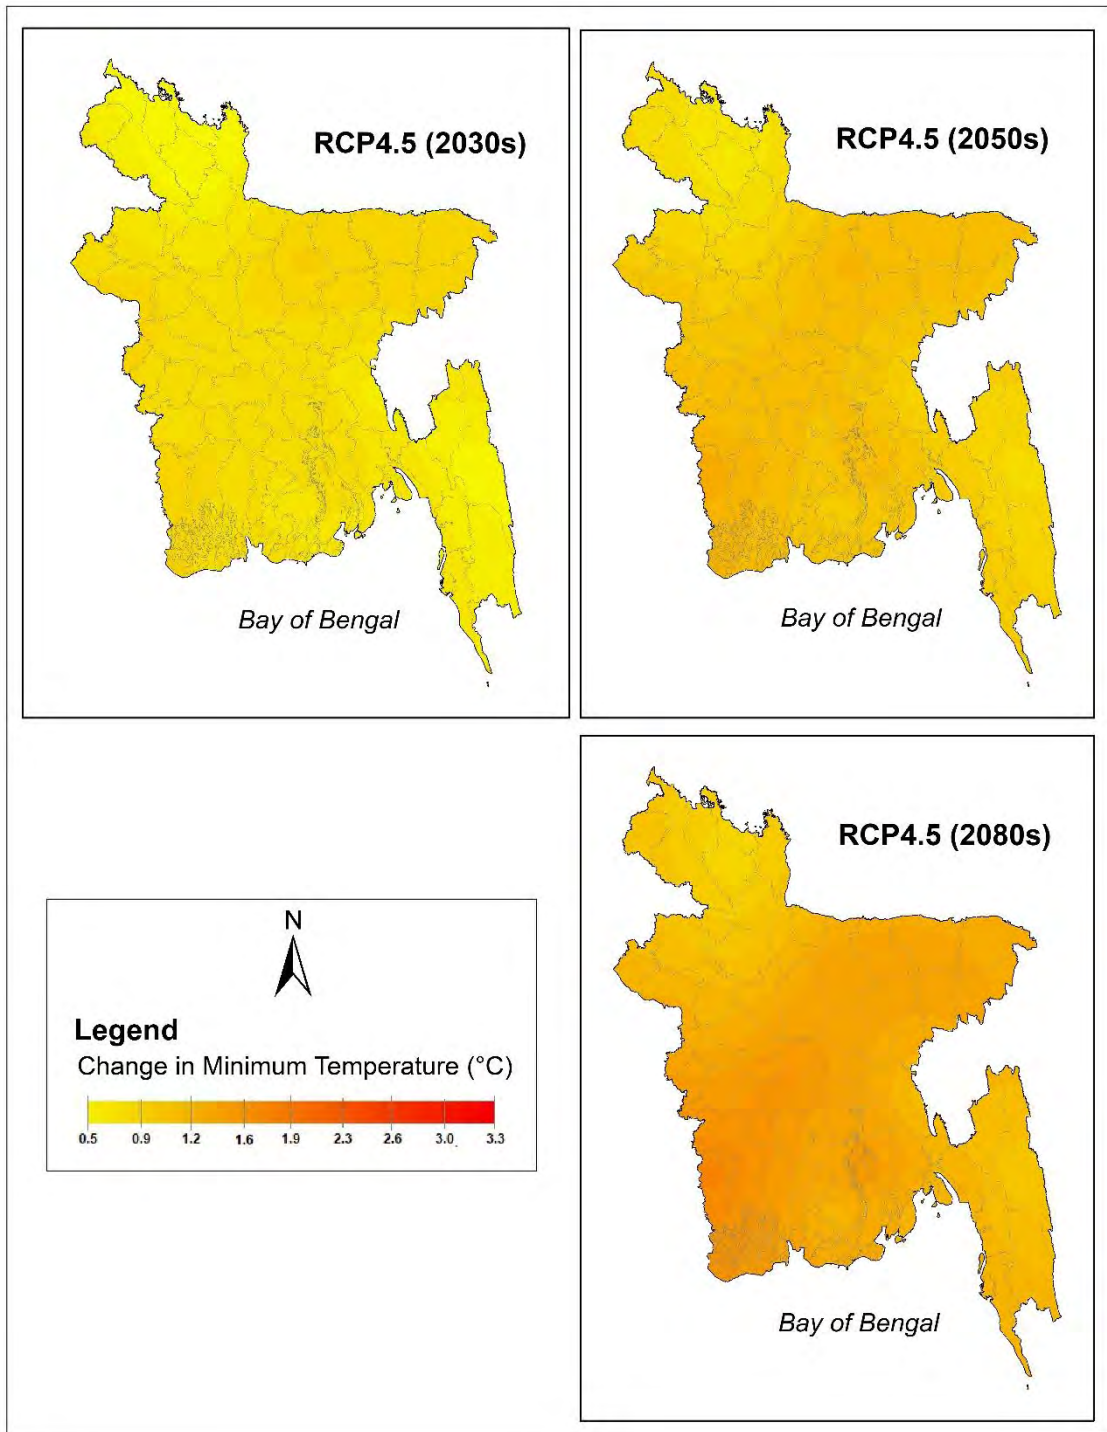 RCP4.5 (2030s)
Bay of Bengal
RCP4.5 (2050s)
Bay of Bengal
N
Legend
Change in Minimum Temperature (°C)
0.5 0.9 1.2 1.6 1.9 2.3 2.6 3.0 3.3
RCP4.5 (2080s)
Bay of Bengal